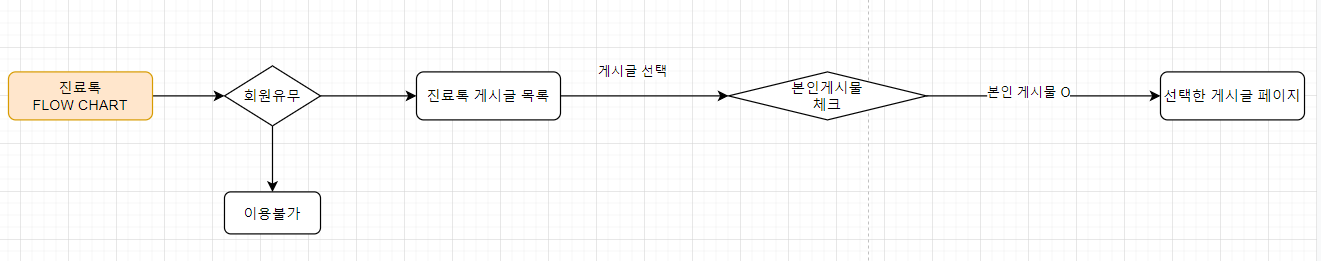 진료톡
FLOW CHART
회원유무
진료톡 게시글 목록
게시글 선택
본인게시물
체크
본인 게시물 O
선택한 게시글 페이지
이용불가